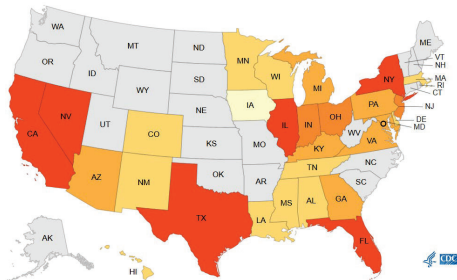 WA
MT
ND
MN
ME
VT
NH
OR
ID
SD
WI
MI
NY
MA
RI
CT
WY
IA
PA
NJ
NV
NE
IL
IN
OH
DE
MD
CA
UT
CO
KS
MO
KY
WV
VA
AZ
NM
OK
AR
TN
NC
SC
TX
LA
MS
AL
GA
FL
AK
HI
CDC